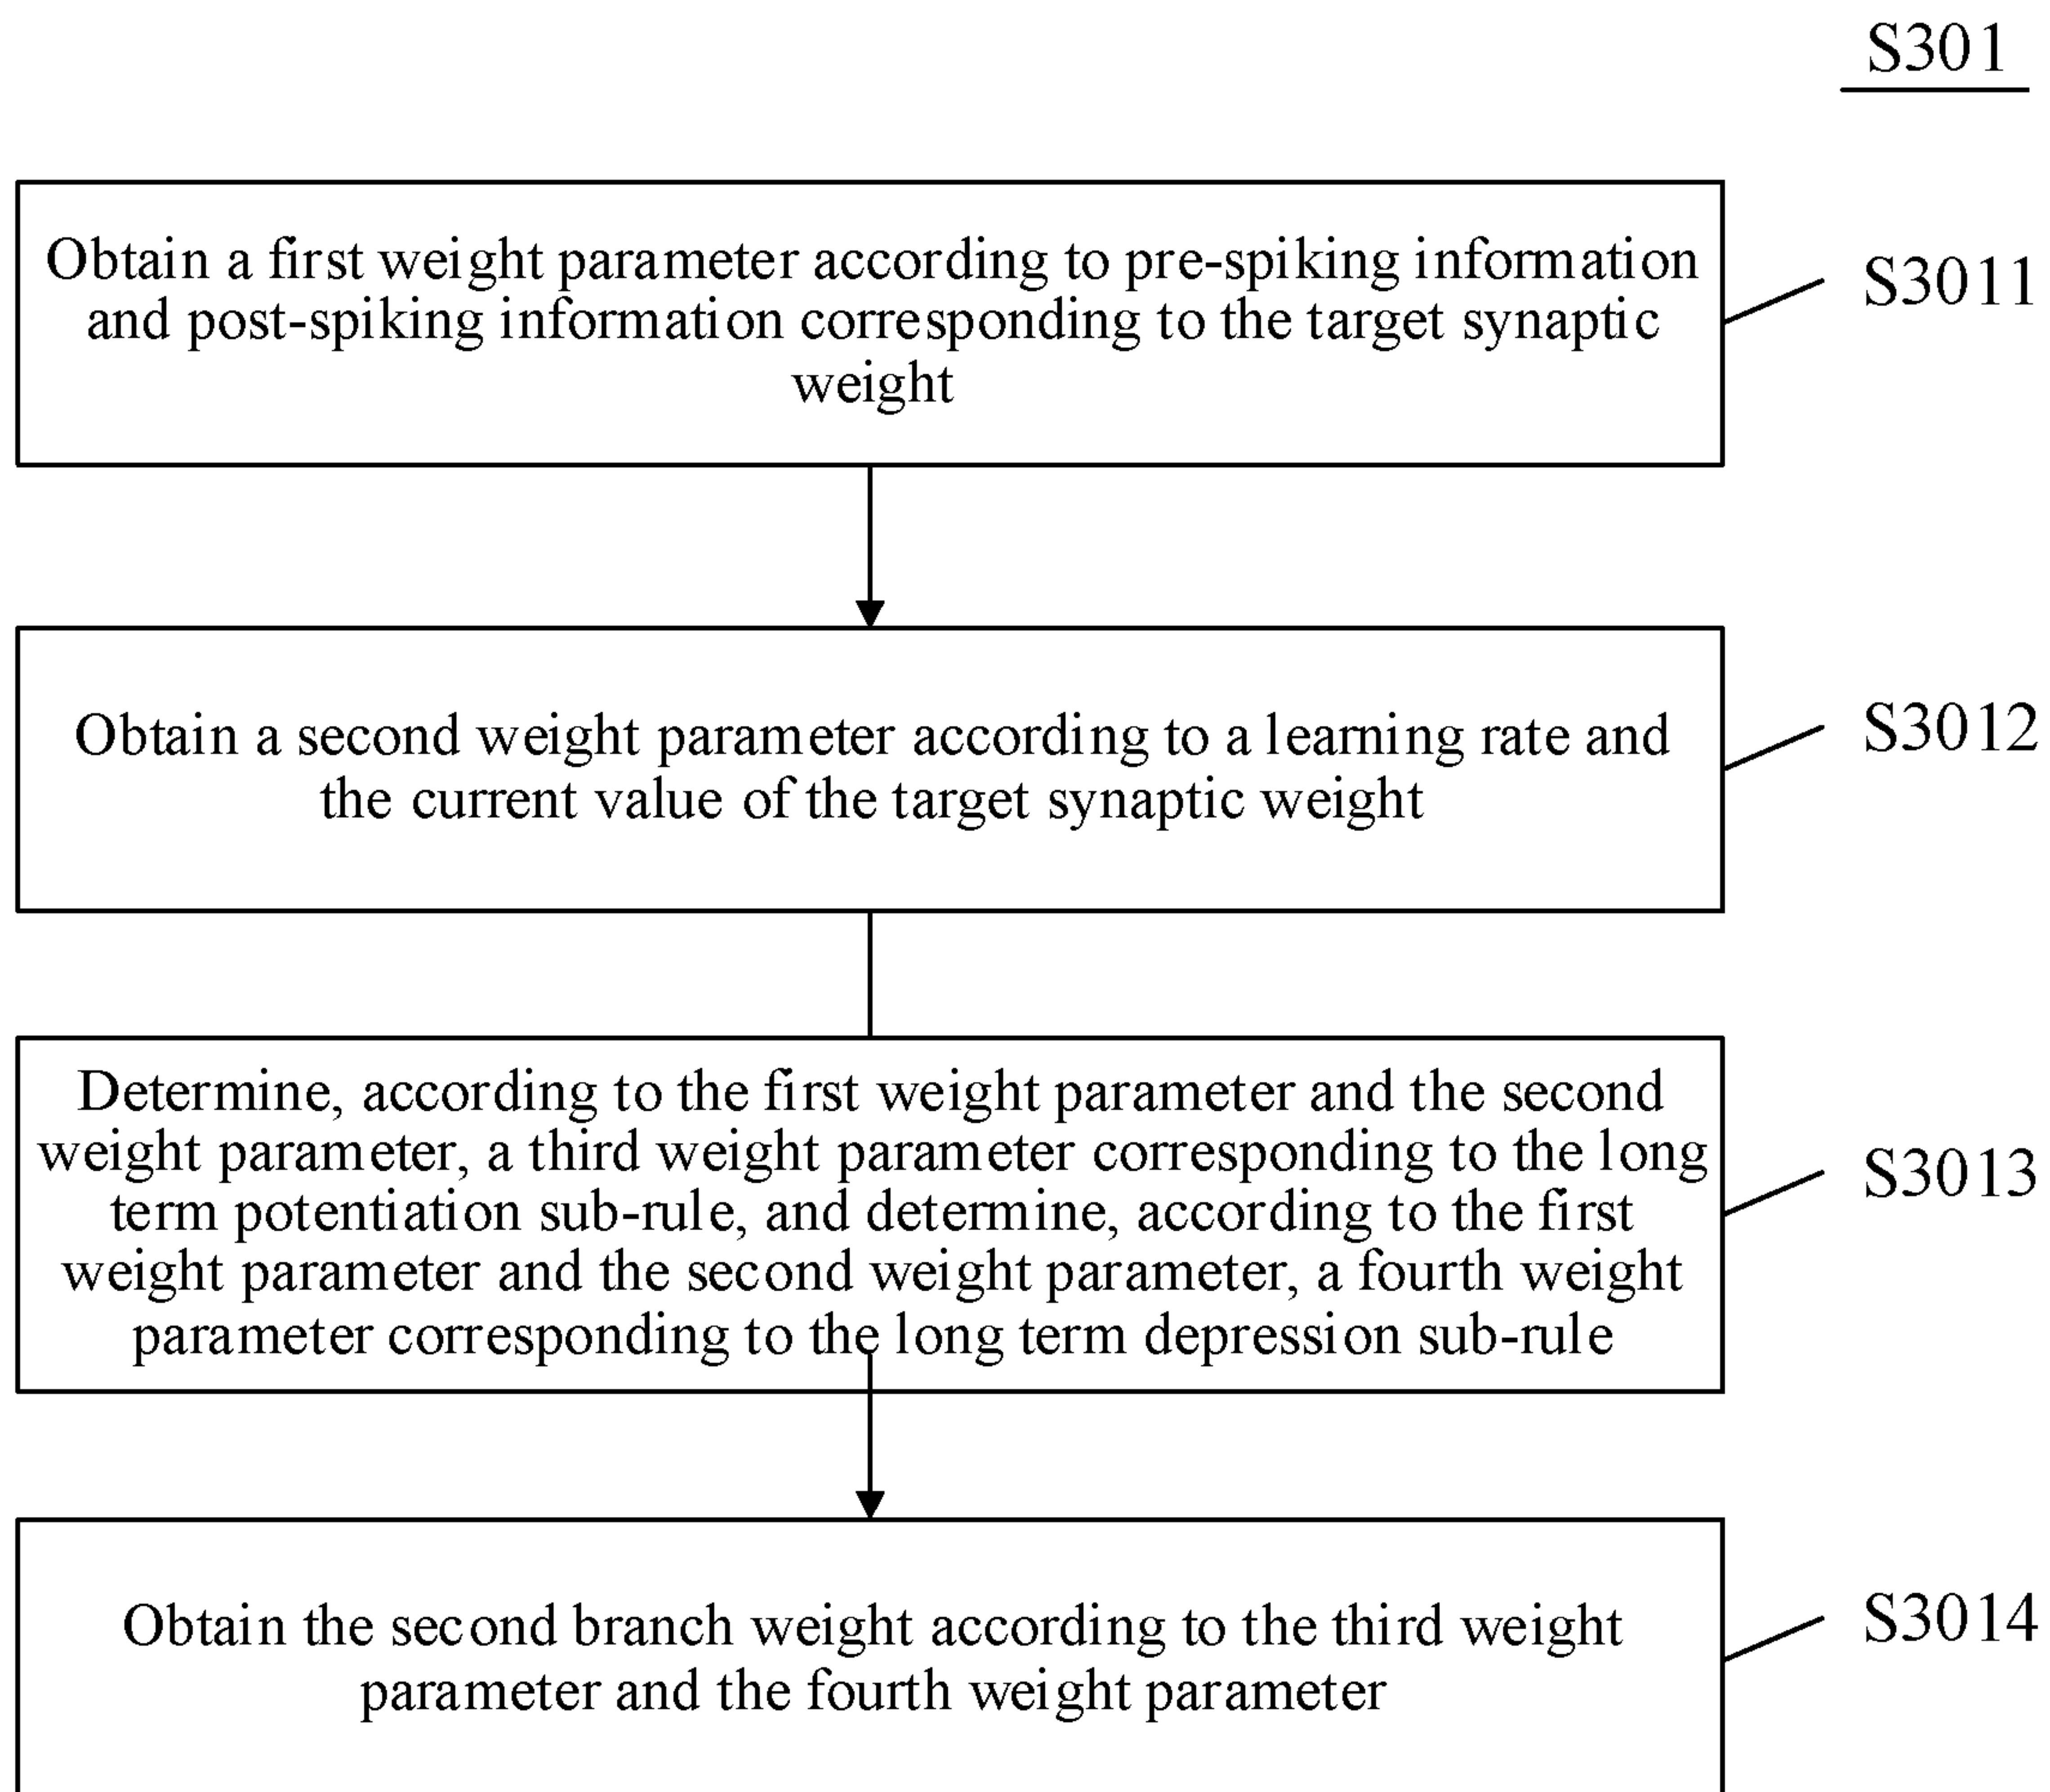 S301
Obtain a first weight parameter according to pre-spiking information
and post-spiking information corresponding to the target synaptic
weight
S3011
Obtain a second weight parameter according to a learning rate and
the current value of the target synaptic weight
S3012
Determine, according to the first weight parameter and the second
weight parameter, a third weight parameter corresponding to the long
term potentiation sub-rule, and determine, according to the first
weight parameter and the second weight parameter, a fourth weight
parameter corresponding to the long term depression sub-rule
S3013
Obtain the second branch weight according to the third weight
parameter and the fourth weight parameter
S3014